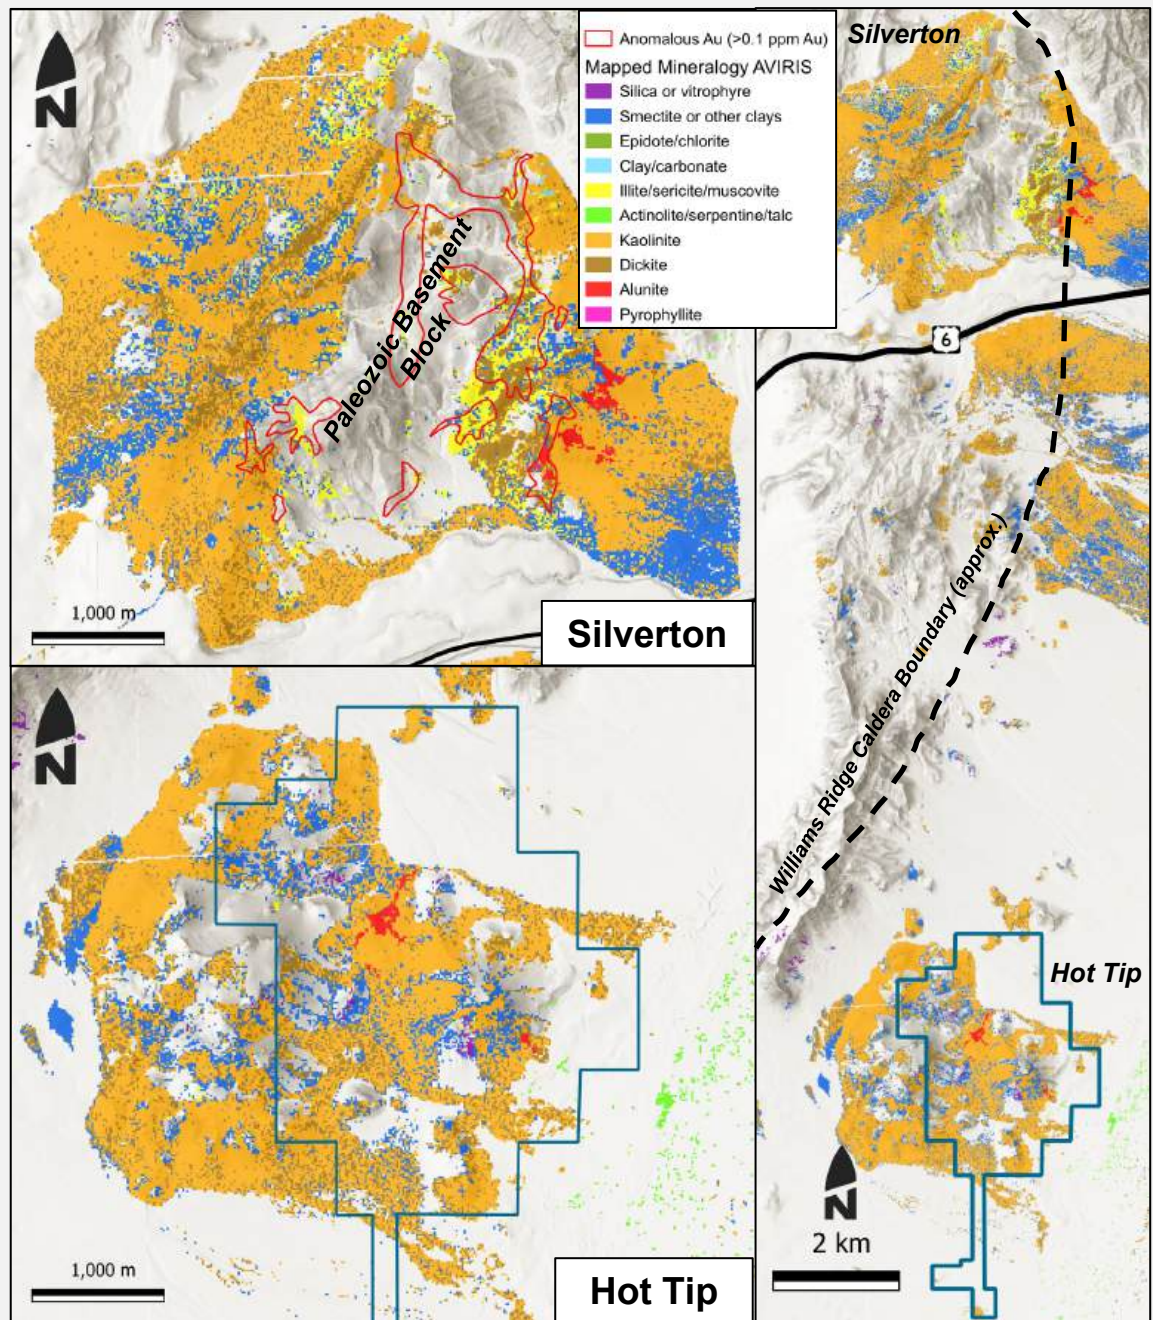 N
Anomalous Au (>0.1 ppm Au)
Mapped Mineralogy AVIRIS
Silica or vitrophyre
Smectite or other clays
Epidote/chlorite
Clay/carbonate
Illite/sericite/muscovite
Actinolite/serpentine/talc
Kaolinite
Dickite
Alunite
Pyrophyllite
Paleozoic Basement
Block
1,000 m
Silverton
Silverton
6
Williams Ridge Caldera Boundary (approx.)
Hot Tip
N
2 km
N
1,000 m
Hot Tip